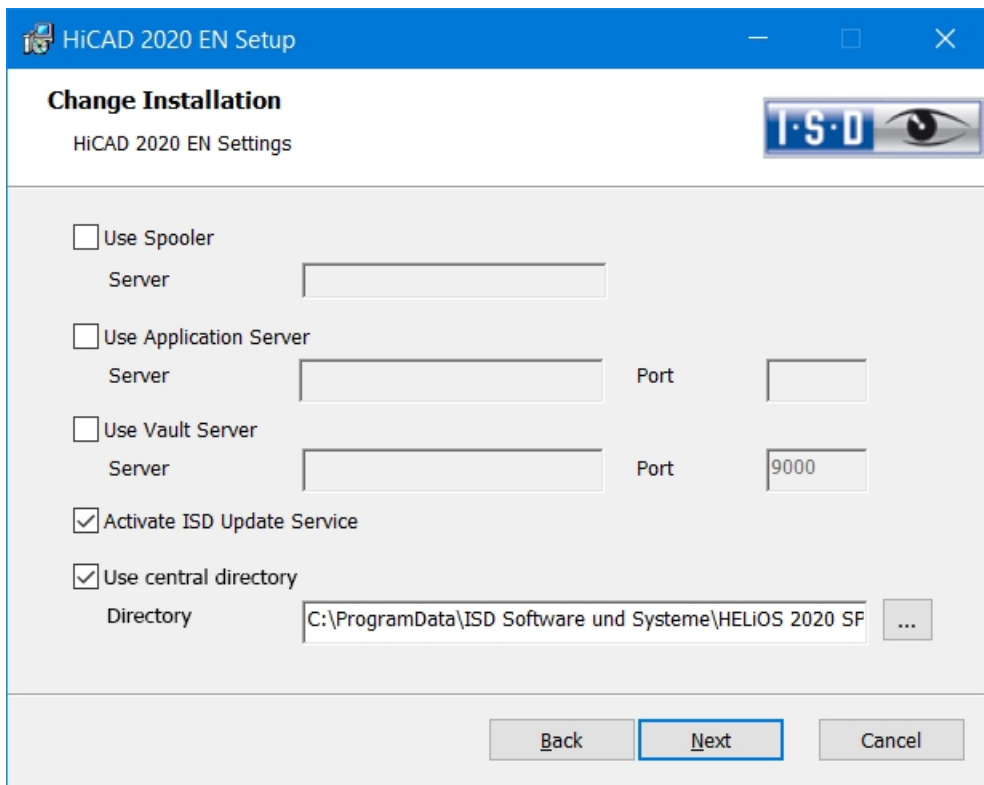 HiCAD 2020 EN Setup
Change Installation
HiCAD 2020 EN Settings
I·S·D
Use Spooler
Server
Use Application Server
Server Port
Use Vault Server
Server Port 9000
Activate ISD Update Service
Use central directory
Directory C:\ProgramData\ISD Software und Systeme\HELiOS 2020 SP ...
Back Next Cancel